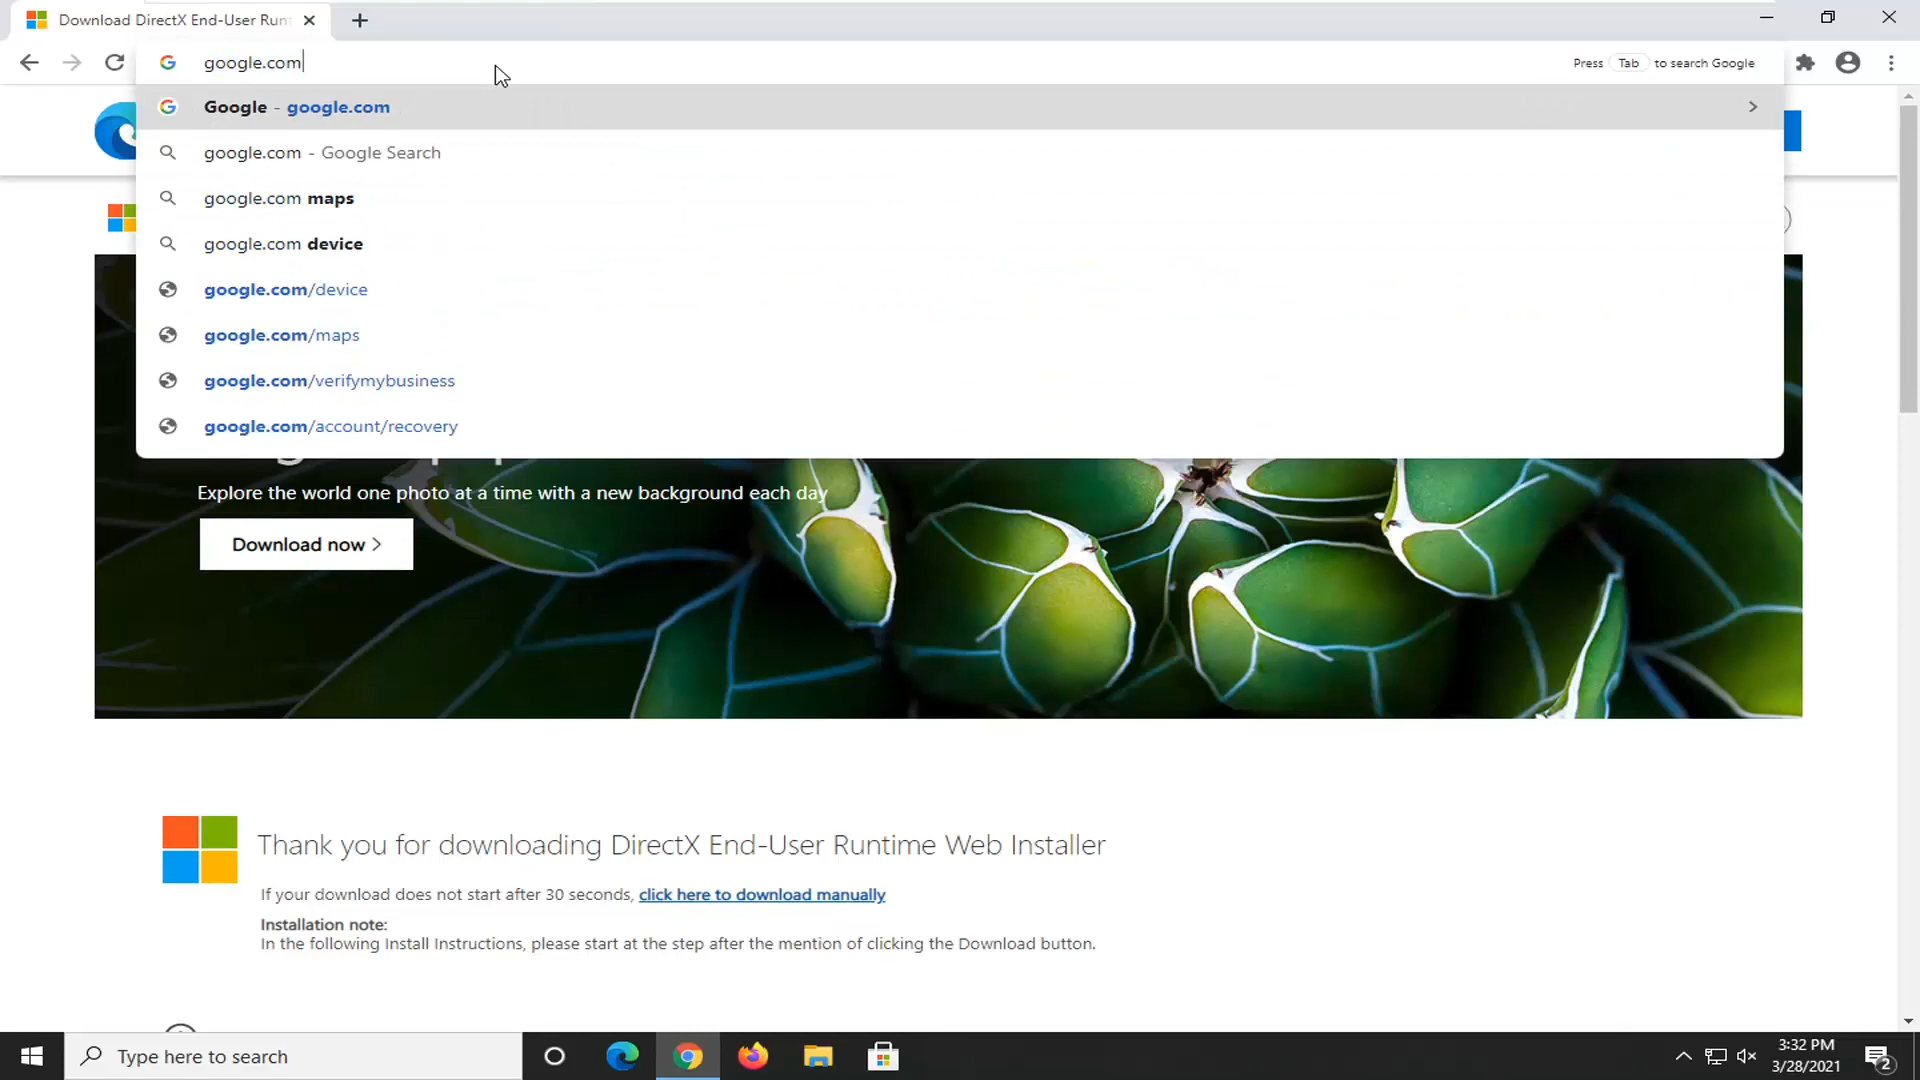 Download DirectX End-User Runt
google.com
Press Tab to search Google
Google - google.com
google.com - Google Search
google.com maps
google.com device
google.com/device
google.com/maps
google.com/verifymybusiness
google.com/account/recovery
Explore the world one photo at a time with a new background each day
Download now >
Thank you for downloading DirectX End-User Runtime Web Installer
If your download does not start after 30 seconds, click here to download manually
Installation note:
In the following Install Instructions, please start at the step after the mention of clicking the Download button.
Type here to search
3:32 PM
3/28/2021
2